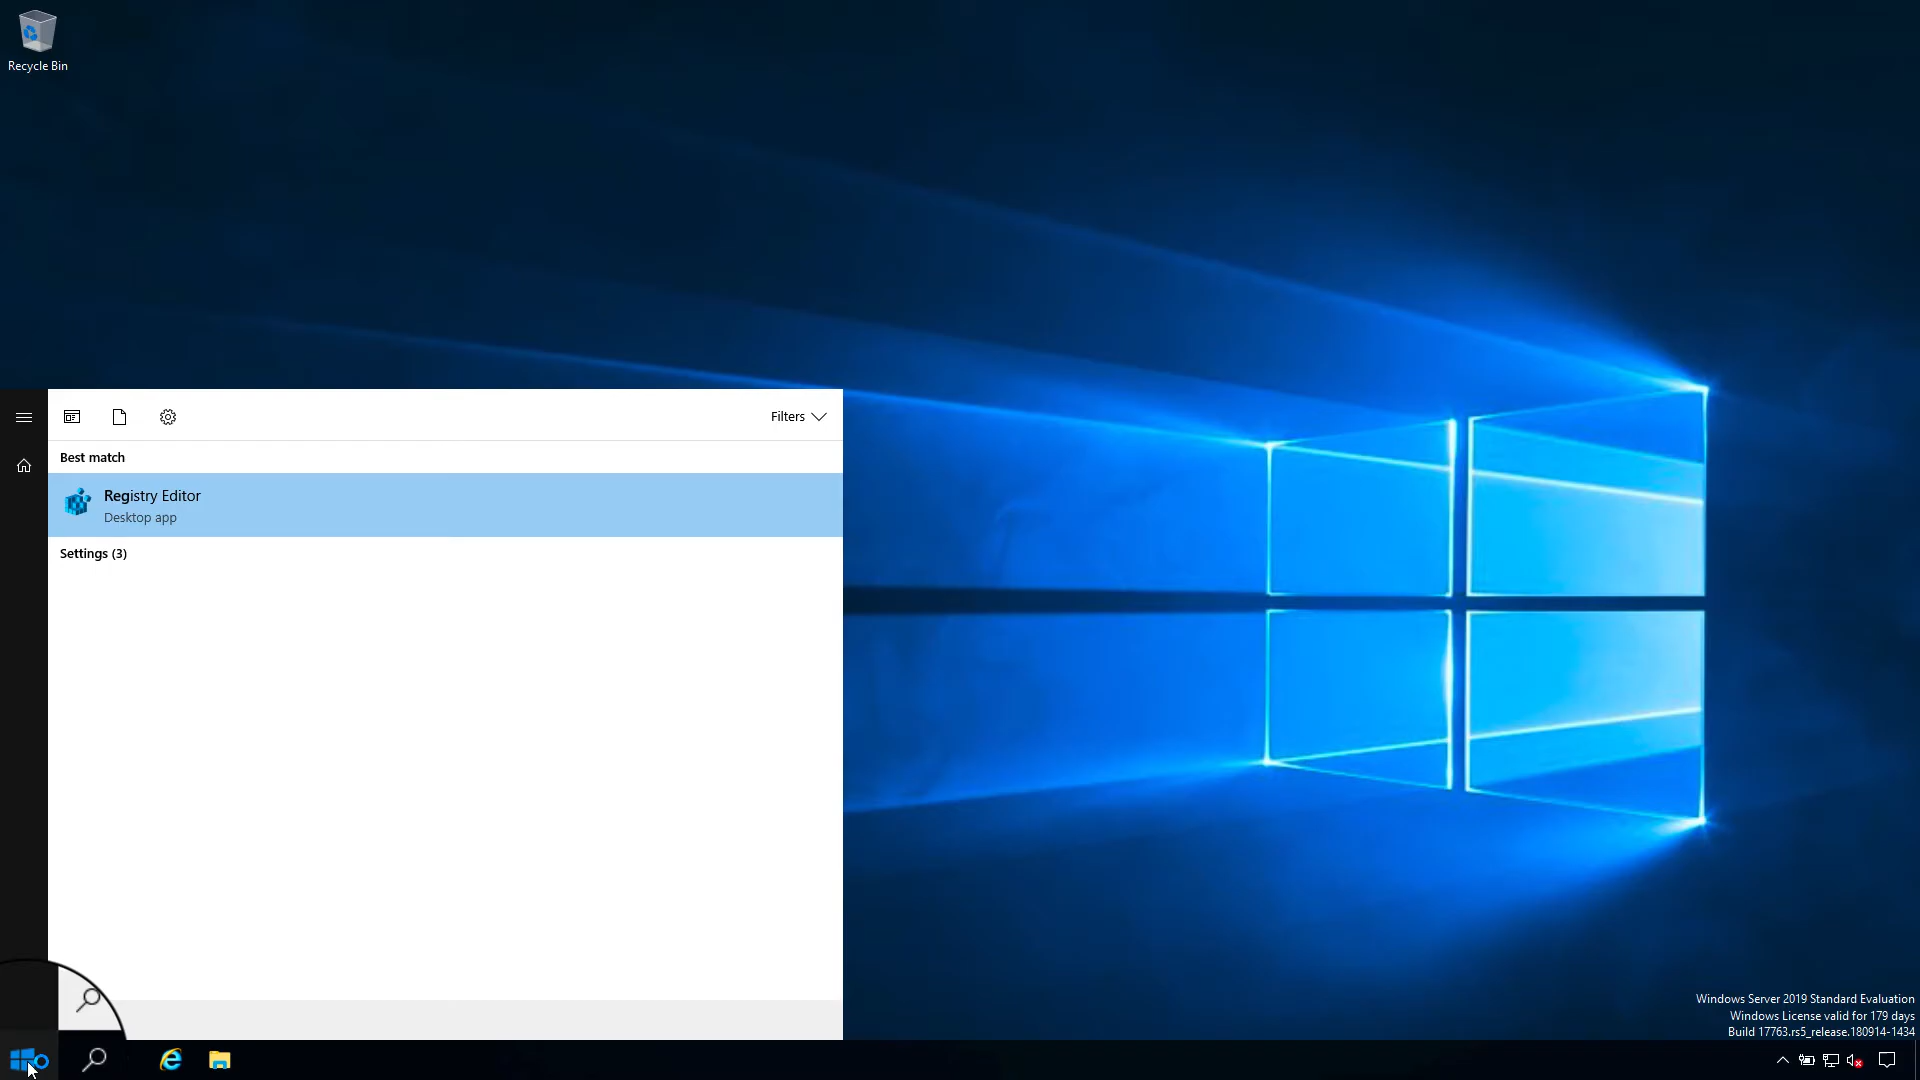 Recycle Bin
Filters
Best match
Registry Editor
Desktop app
Settings (3)
Windows Server 2019 Standard Evaluation
Windows License valid for 179 days
Build 17763.rs5_release.180914-1434